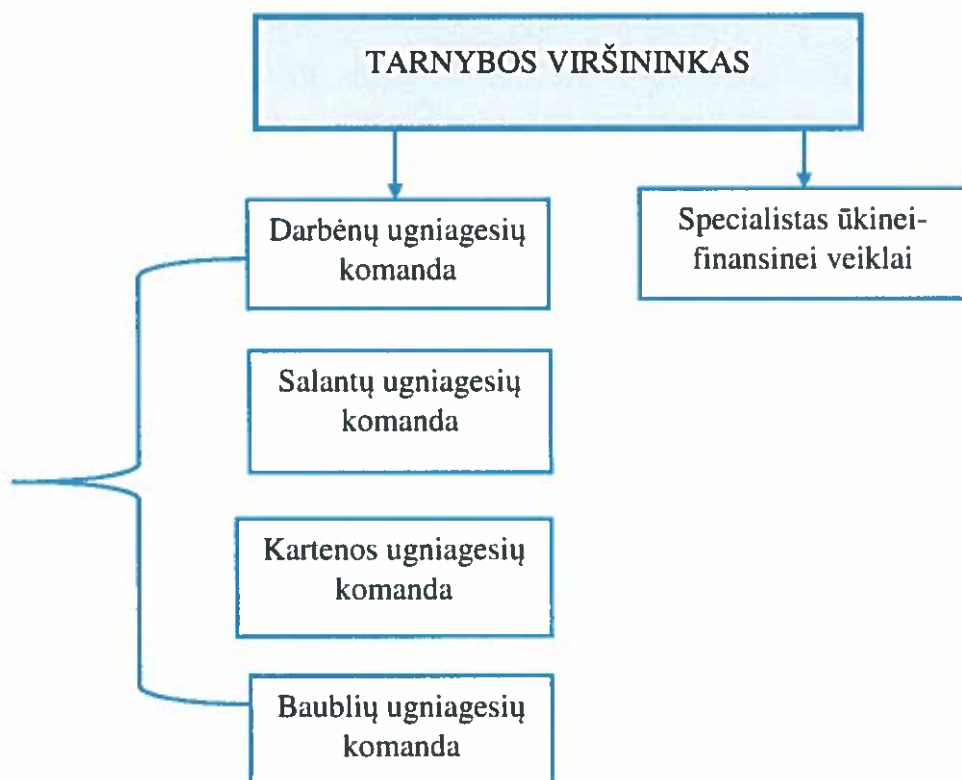 TARNYBOS VIRŠININKAS
Darbėnų ugniagesių
komanda
Specialistas ūkinei-
finansinei veiklai
Salantų ugniagesių
komanda
Kartenos ugniagesių
komanda
Baublių ugniagesių
komanda